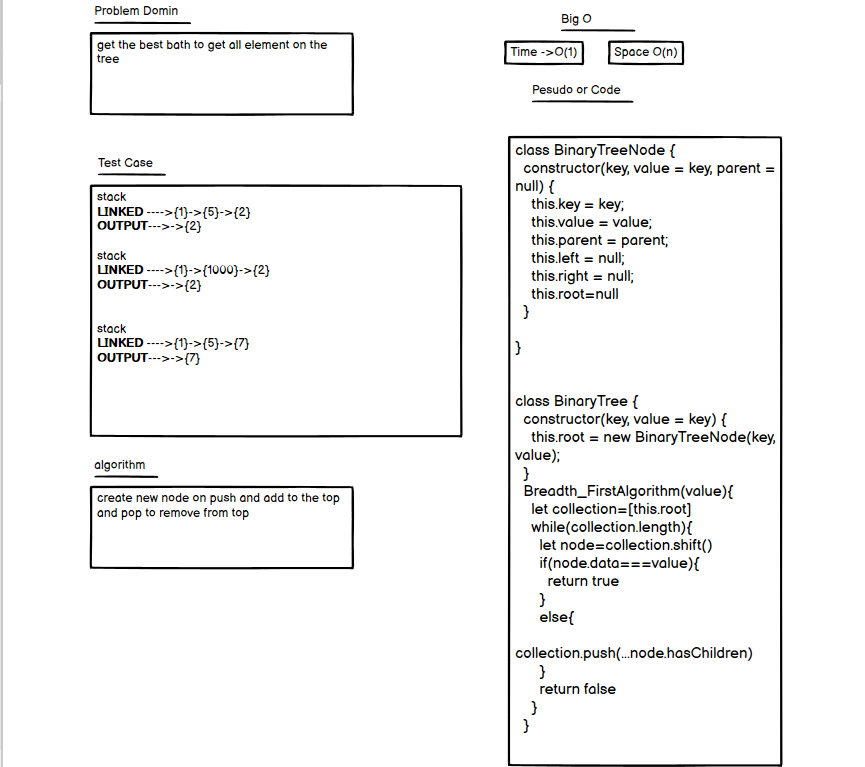 Problem Domin
get the best bath to get all element on the
tree
Test Case
stack
LINKED ---->{1}->{5}->{2}
OUTPUT--->->{2}
stack
LINKED ---->{1}->{1000}->{2}
OUTPUT--->->{2}
stack
LINKED ---->{1}->{5}->{7}
OUTPUT--->->{7}
algorithm
create new node on push and add to the top
and pop to remove from top
Big O
Time ->O(1)
Space O(n)
Pesudo or Code
class BinaryTreeNode {
constructor(key, value = key, parent =
null) {
this.key = key;
this.value = value;
this.parent = parent;
this.left = null;
this.right = null;
this.root=null
}
}
class BinaryTree {
constructor(key, value = key) {
this.root = new BinaryTreeNode(key,
value);
}
Breadth_FirstAlgorithm(value){
let collection=[this.root]
while(collection.length){
let node=collection.shift()
if(node.data===value){
return true
}
else{
collection.push(...node.hasChildren)
}
return false
}
}